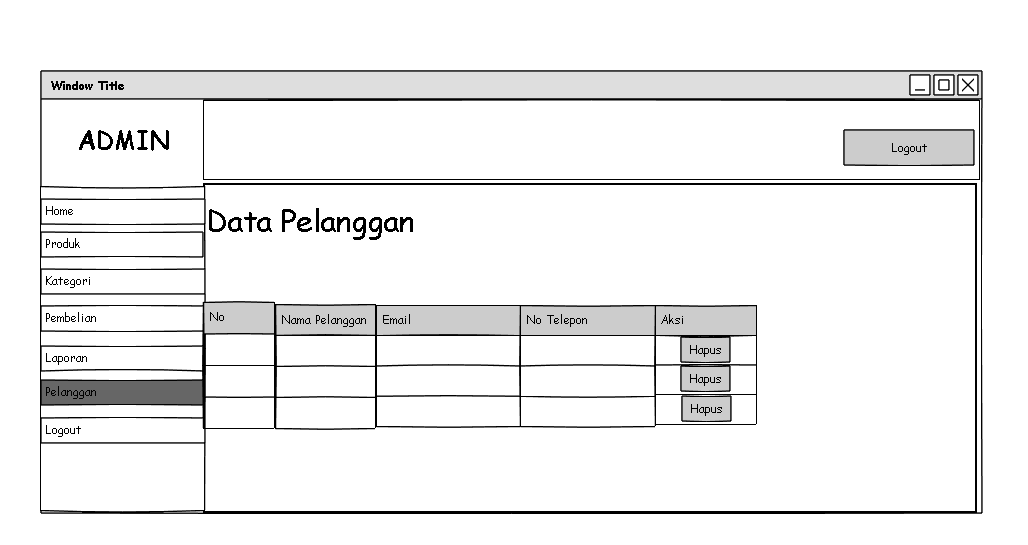 Window Title
ADMIN
Logout
Home
Produk
Kategori
Pembelian
Laporan
Pelanggan
Logout
Data Pelanggan
No Nama Pelanggan Email No Telepon Aksi
Hapus
Hapus
Hapus